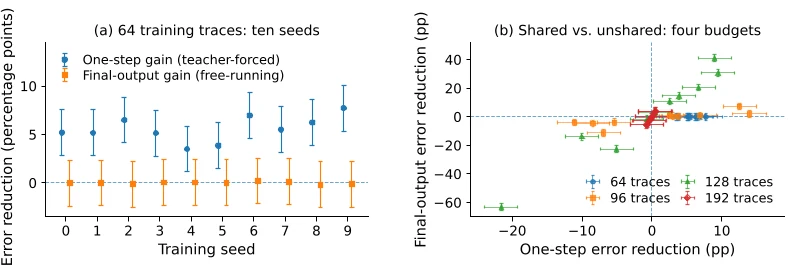 (a) 64 training traces: ten seeds
Error reduction (percentage points)
One-step gain (teacher-forced)
Final-output gain (free-running)
10
5
0
0 1 2 3 4 5 6 7 8 9
Training seed
(b) Shared vs. unshared: four budgets
Final-output error reduction (pp)
40
20
0
−20
−40
−60
64 traces 128 traces
96 traces 192 traces
−20 −10 0 10
One-step error reduction (pp)